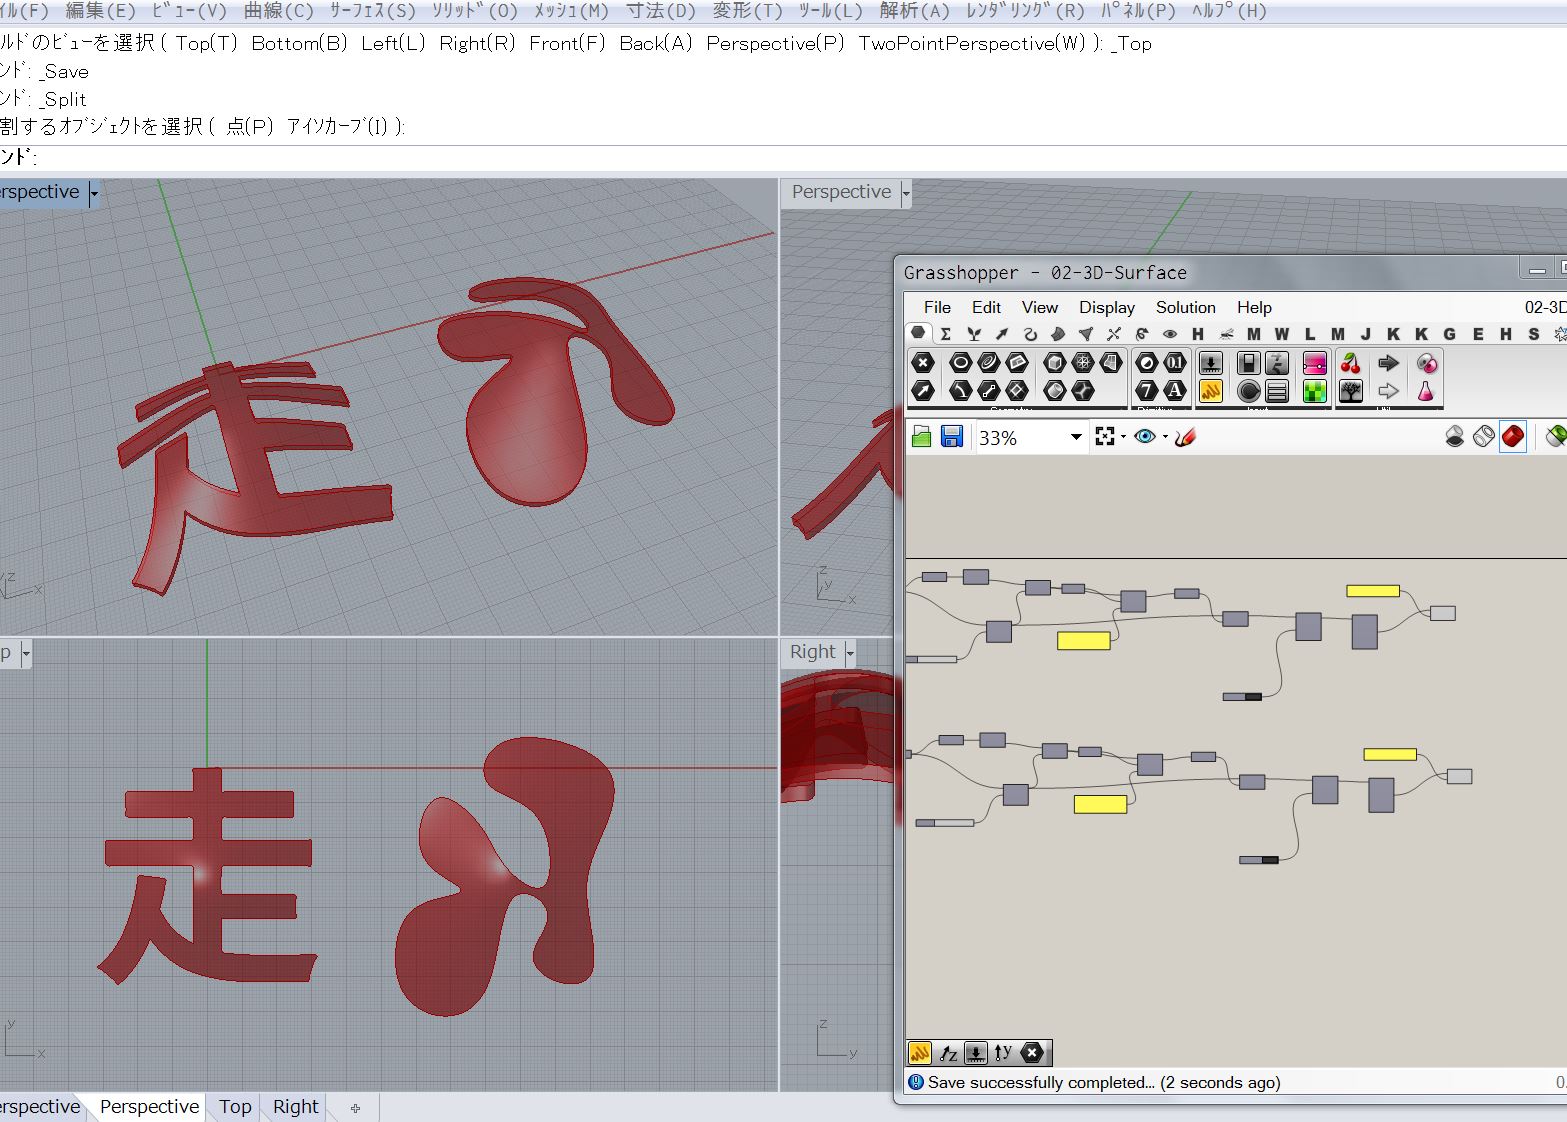 イル(F) 編集(E) ビュー(V) 曲線(C) サーフェス(S) ソリッド(O) メッシュ(M) 寸法(D) 変形(T) ツール(L) 解析(A) レンダリング(R) パネル(P) ヘルプ(H)
ルドのビューを選択 ( Top(T) Bottom(B) Left(L) Right(R) Front(F) Back(A) Perspective(P) TwoPointPerspective(W) ): _Top
ンド: _Save
ンド: _Split
割するオブジェクトを選択 ( 点(P) アイソカーブ(I) ):
ンド:
erspective
Perspective
Grasshopper - 02-3D-Surface
File Edit View Display Solution Help 02-3D
Σ H M W L M J K K G E H S
0.1
7 A
33%
z
x
z
y
x
p
Right
走
y
x
z
y
z
y
Save successfully completed... (2 seconds ago)
0.
erspective Perspective Top Right